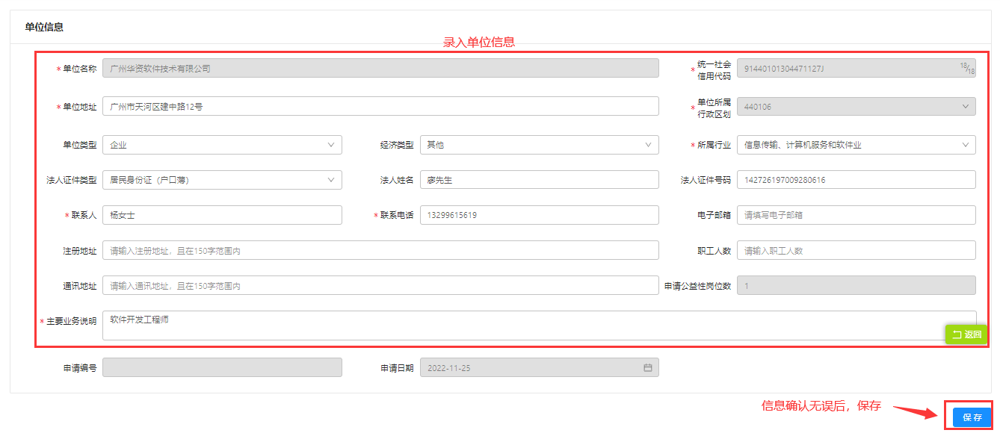 单位信息
录入单位信息
* 单位名称 广州华资软件技术有限公司 * 统一社会信用代码 91440101304471127J 18/18
* 单位地址 广州市天河区建中路12号 * 单位所属行政区划 440106
单位类型 企业 经济类型 其他 * 所属行业 信息传输、计算机服务和软件业
法人证件类型 居民身份证（户口薄） 法人姓名 廖先生 法人证件号码 142726197009280616
* 联系人 杨女士 * 联系电话 13299615619 电子邮箱 请填写电子邮箱
注册地址 请输入注册地址，且在150字范围内 职工人数 请输入职工人数
通讯地址 请输入通讯地址，且在150字范围内 申请公益性岗位数 1
* 主要业务说明 软件开发工程师
返回
申请编号 申请日期 2022-11-25
信息确认无误后，保存
保存